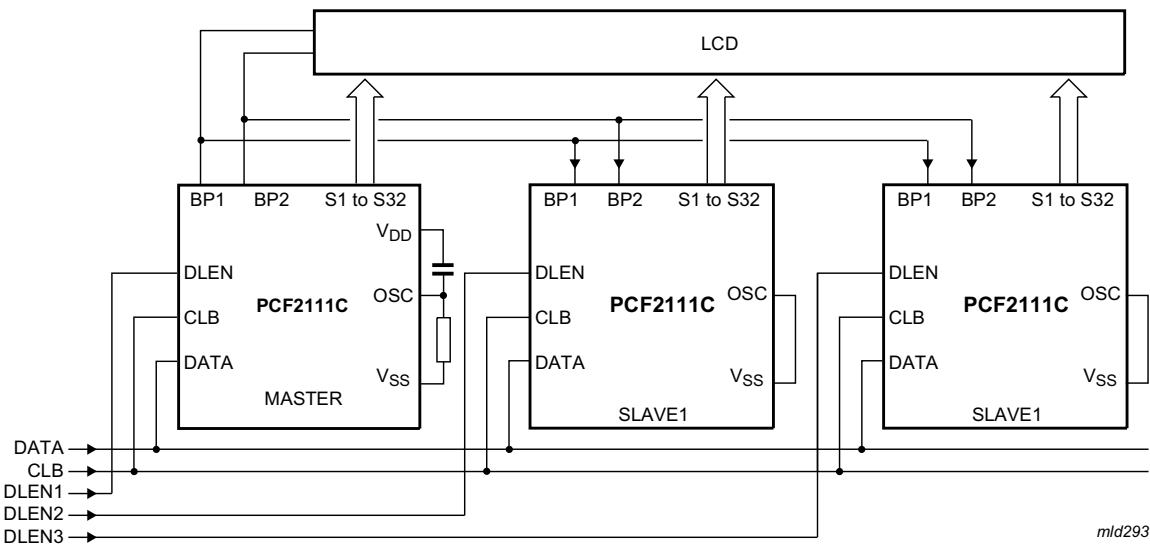 LCD
BP1 BP2 S1 to S32
BP1 BP2 S1 to S32
BP1 BP2 S1 to S32
VDD
DLEN
OSC
PCF2111C
CLB
DATA
VSS
MASTER
DLEN
OSC
PCF2111C
CLB
DATA
VSS
SLAVE1
DLEN
OSC
PCF2111C
CLB
DATA
VSS
SLAVE1
DATA
CLB
DLEN1
DLEN2
DLEN3
mld293